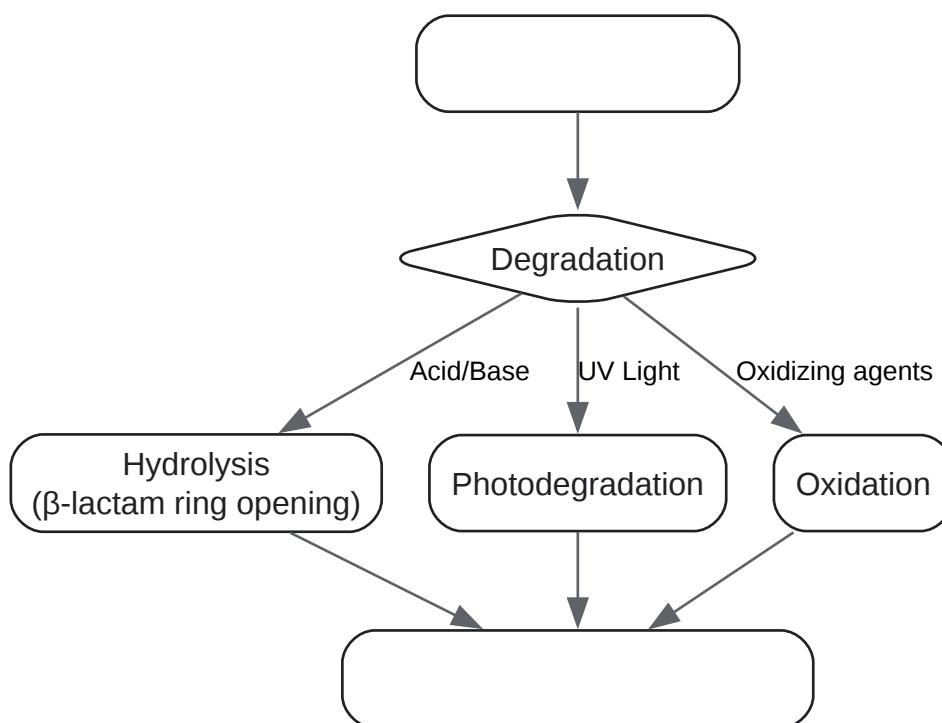 Degradation
Acid/Base
UV Light
Oxidizing agents
Hydrolysis
(β-lactam ring opening)
Photodegradation
Oxidation